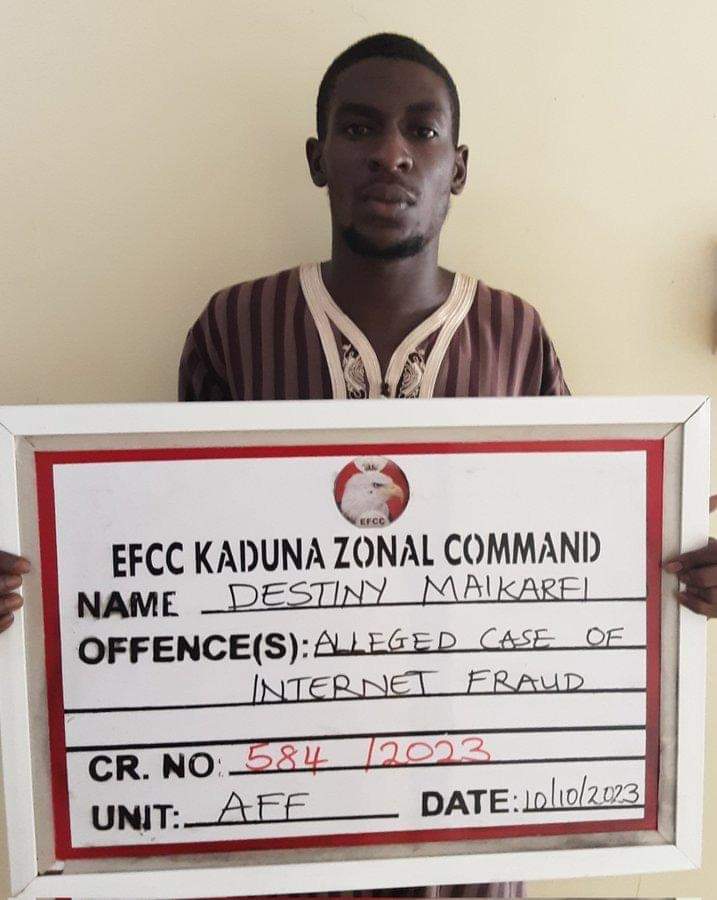 EFCC
EFCC KADUNA ZONAL COMMAND
NAME DESTINY MAIKAREI
OFFENCE(S): ALLEGED CASE OF
INTERNET FRAUD
CR. NO: 584 /2023
UNIT: AFF DATE: 10/10/2023